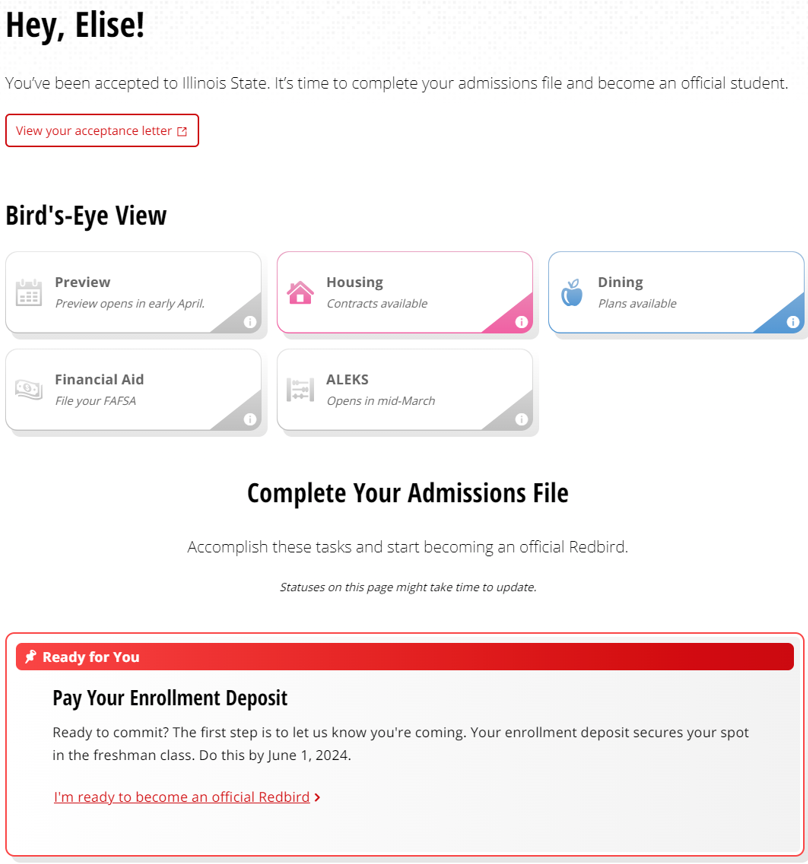 Hey, Elise!
You’ve been accepted to Illinois State. It’s time to complete your admissions file and become an official student.
View your acceptance letter
Bird's-Eye View
Preview
Preview opens in early April.
Housing
Contracts available
Dining
Plans available
Financial Aid
File your FAFSA
ALEKS
Opens in mid-March
Complete Your Admissions File
Accomplish these tasks and start becoming an official Redbird.
Statuses on this page might take time to update.
Ready for You
Pay Your Enrollment Deposit
Ready to commit? The first step is to let us know you're coming. Your enrollment deposit secures your spot
in the freshman class. Do this by June 1, 2024.
I'm ready to become an official Redbird